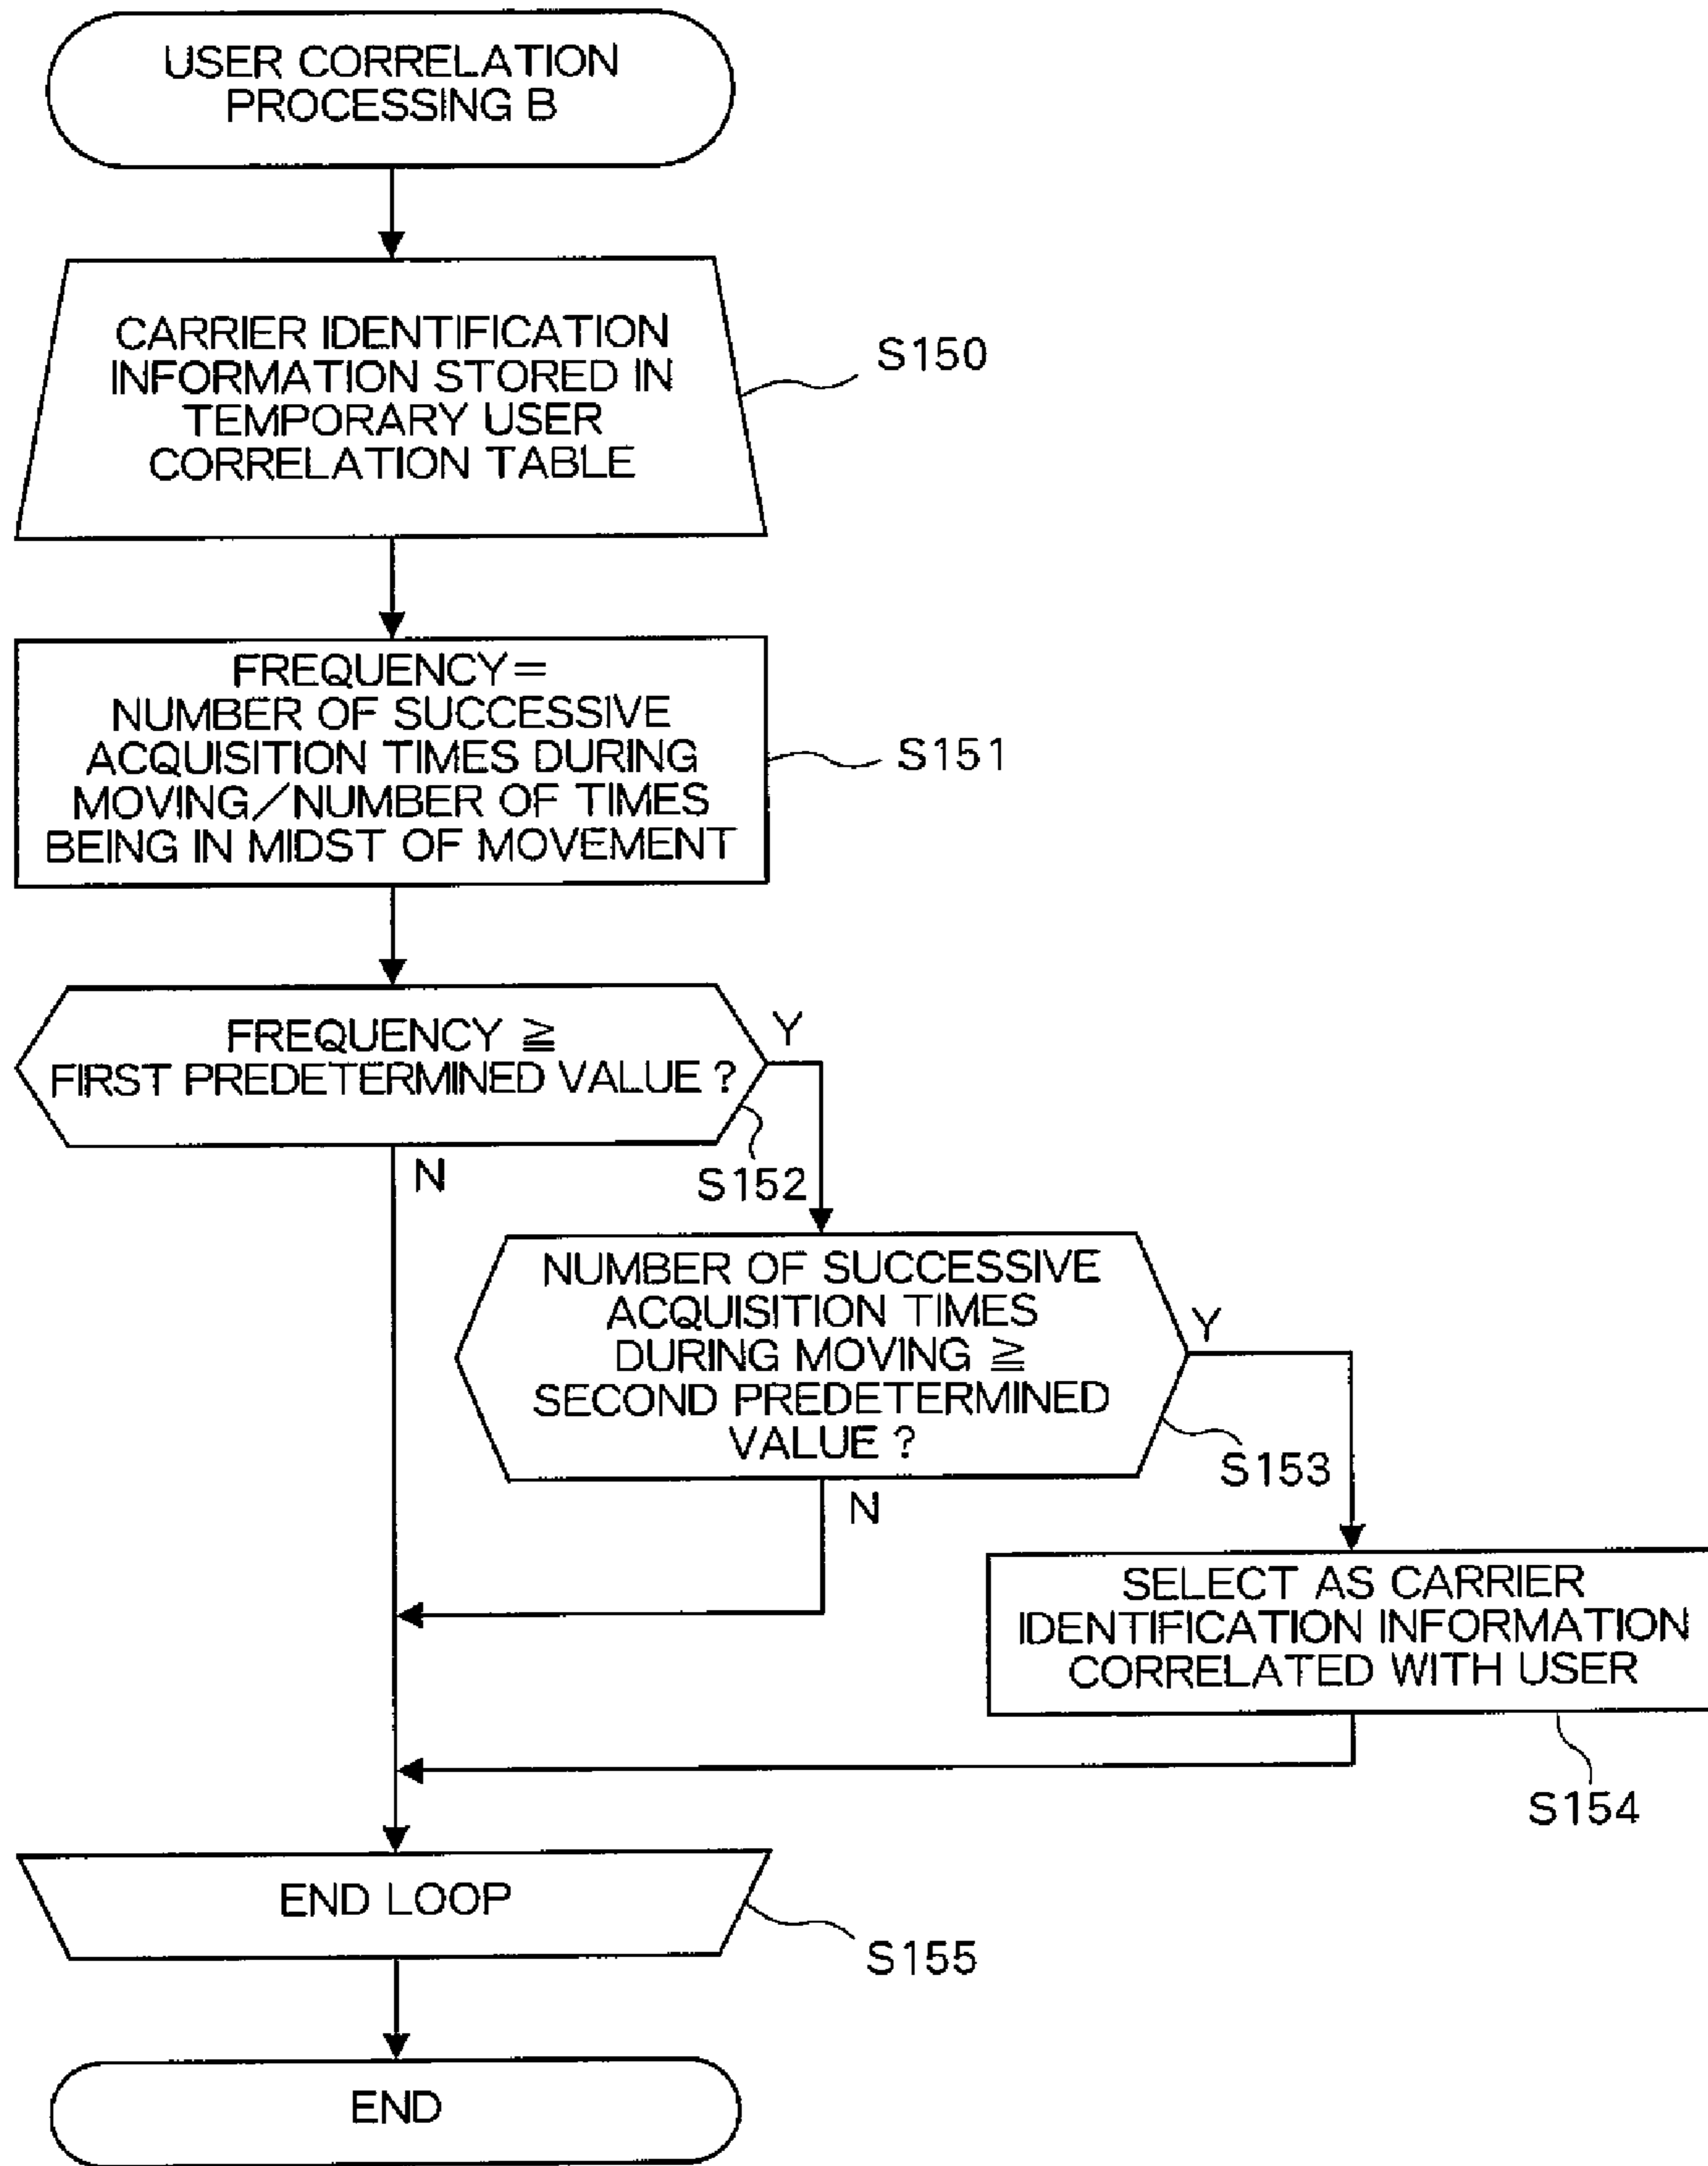 USER CORRELATION
PROCESSING B
CARRIER IDENTIFICATION
INFORMATION STORED IN
TEMPORARY USER
CORRELATION TABLE
S150
FREQUENCY=
NUMBER OF SUCCESSIVE
ACQUISITION TIMES DURING
MOVING/NUMBER OF TIMES
BEING IN MIDST OF MOVEMENT
S151
FREQUENCY ≧
FIRST PREDETERMINED VALUE ?
Y
N
S152
NUMBER OF SUCCESSIVE
ACQUISITION TIMES
DURING MOVING ≧
SECOND PREDETERMINED
VALUE ?
Y
N
S153
SELECT AS CARRIER
IDENTIFICATION INFORMATION
CORRELATED WITH USER
S154
END LOOP
S155
END